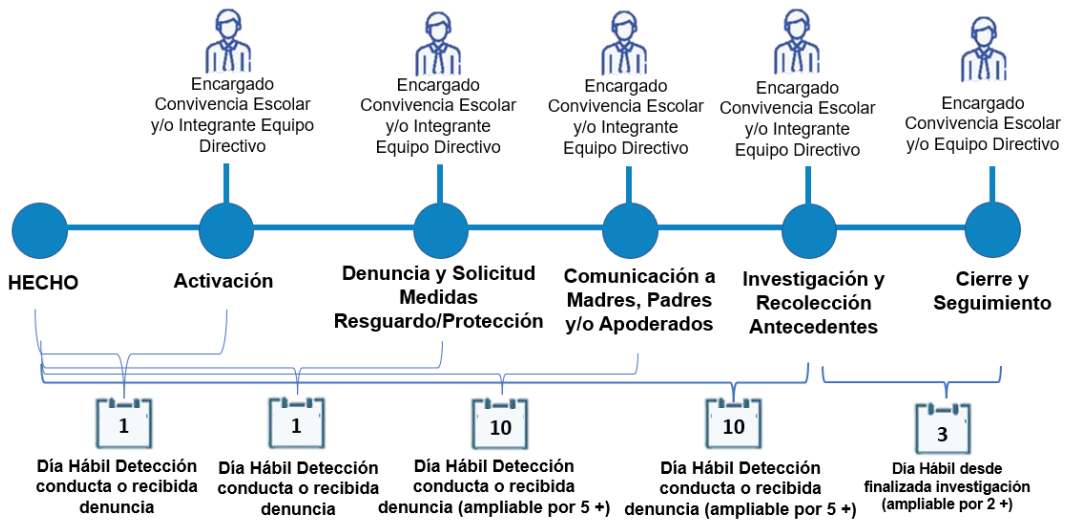 Encargado
Convivencia Escolar
y/o Integrante Equipo
Directivo
Encargado
Convivencia Escolar
y/o Integrante
Equipo Directivo
Encargado
Convivencia Escolar
y/o Integrante
Equipo Directivo
Encargado
Convivencia Escolar
y/o Integrante
Equipo Directivo
Encargado
Convivencia Escolar
y/o Equipo Directivo
HECHO
Activación
Denuncia y Solicitud
Medidas
Resguardo/Protección
Comunicación a
Madres, Padres
y/o Apoderados
Investigación y
Recolección
Antecedentes
Cierre y
Seguimiento
1
Día Hábil Detección
conducta o recibida
denuncia
1
Día Hábil Detección
conducta o recibida
denuncia
10
Día Hábil Detección
conducta o recibida
denuncia (ampliable por 5 +)
10
Día Hábil Detección
conducta o recibida
denuncia (ampliable por 5 +)
3
Día Hábil desde
finalizada investigación
(ampliable por 2 +)